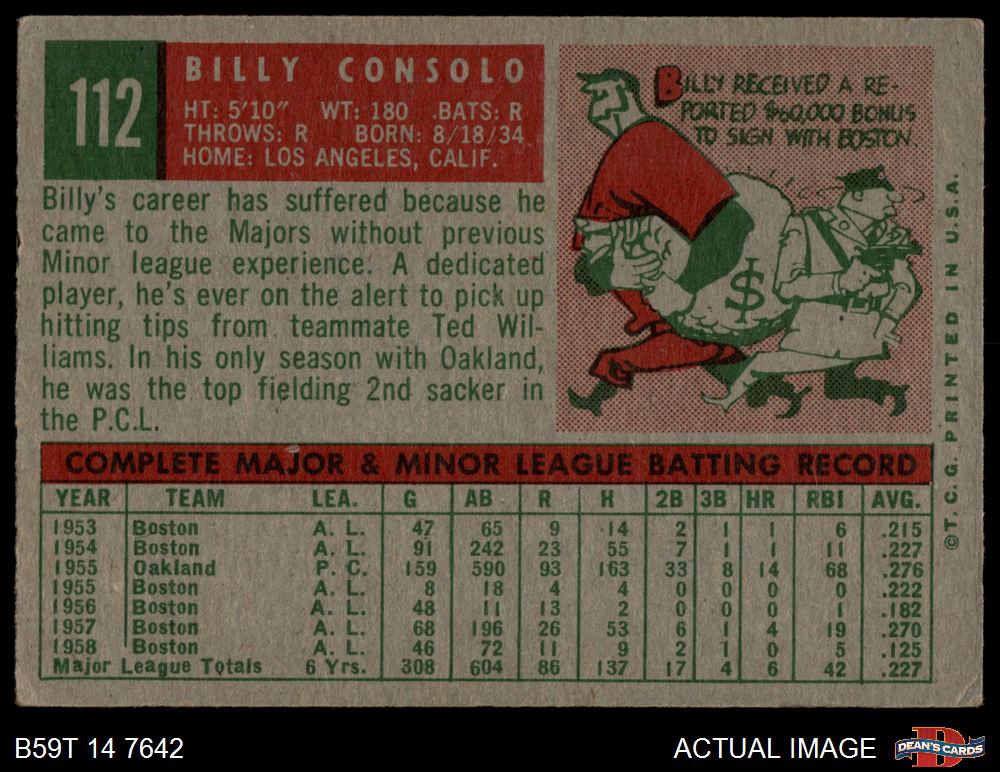 112
BILLY CONSOLO
HT: 5'10" WT: 180 .BATS: R
THROWS: R BORN: 8/18/34
HOME: LOS ANGELES, CALIF.
Billy's career has suffered because he
came to the Majors without previous
Minor league experience. A dedicated
player, he's ever on the alert to pick up
hitting tips from teammate Ted Wil-
liams. In his only season with Oakland,
he was the top fielding 2nd sacker in
the P.C.L.
BILLY RECEIVED A RE-
PORTED $60,000 BONUS
TO SIGN WITH BOSTON.
$
©T. C. G. PRINTED IN U.S.A.
COMPLETE MAJOR & MINOR LEAGUE BATTING RECORD
YEAR TEAM LEA. G AB R H 2B 3B HR RBI AVG.
1953 Boston A. L. 47 65 9 14 2 1 1 6 .215
1954 Boston A. L. 91 242 23 55 7 1 1 11 .227
1955 Oakland P. C. 159 590 93 163 33 8 14 68 .276
1955 Boston A. L. 8 18 4 4 0 0 0 0 .222
1956 Boston A. L. 48 11 13 2 0 0 0 1 .182
1957 Boston A. L. 68 196 26 53 6 1 4 19 .270
1958 Boston A. L. 46 72 11 9 2 1 0 5 .125
Major League Totals 6 Yrs. 308 604 86 137 17 4 6 42 .227
B59T 14 7642
ACTUAL IMAGE
DEAN'S CARDS